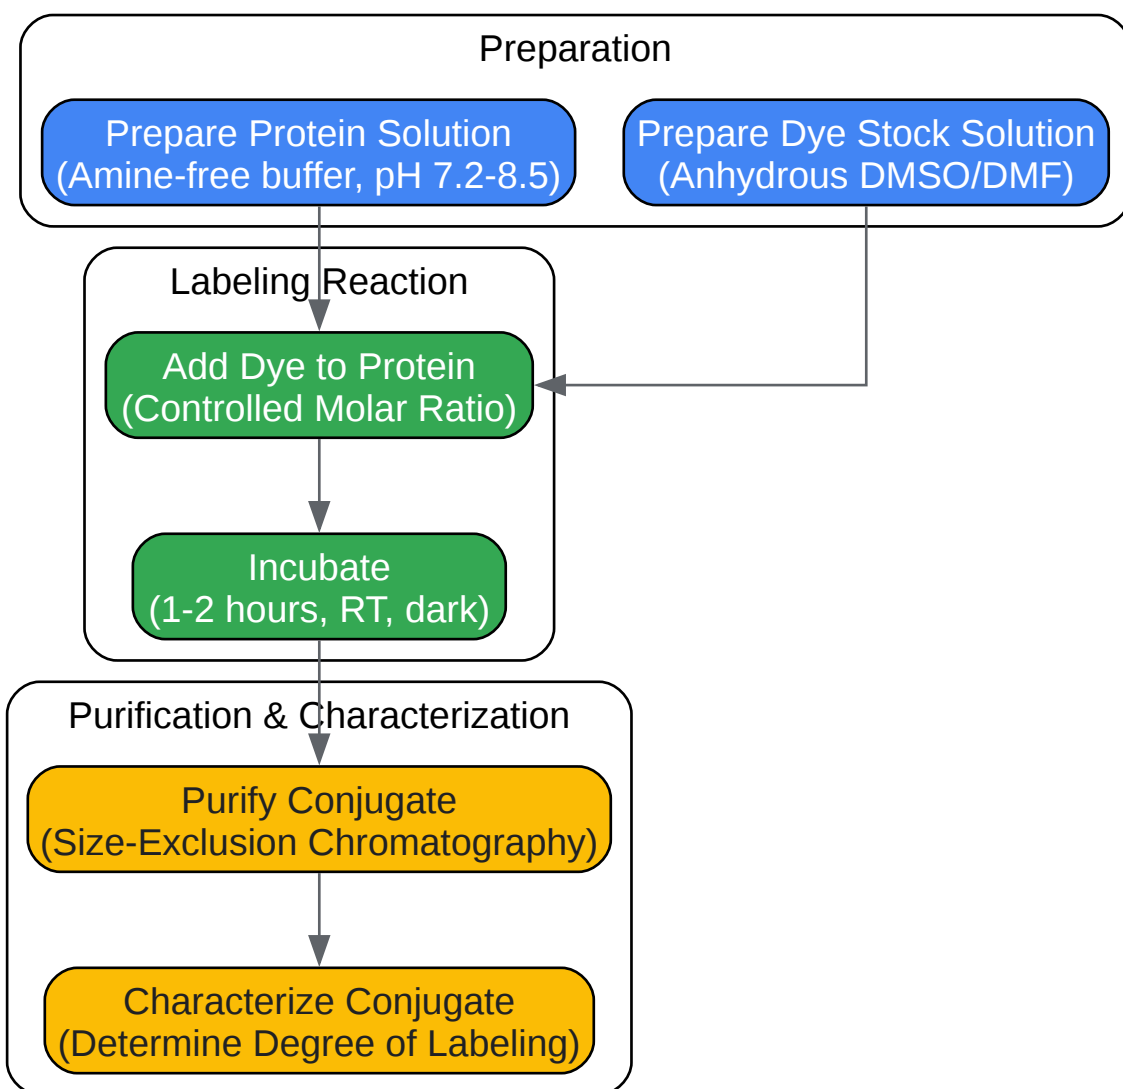 Preparation
Prepare Protein Solution
(Amine-free buffer, pH 7.2-8.5)
Prepare Dye Stock Solution
(Anhydrous DMSO/DMF)
Labeling Reaction
Add Dye to Protein
(Controlled Molar Ratio)
Incubate
(1-2 hours, RT, dark)
Purification & Characterization
Purify Conjugate
(Size-Exclusion Chromatography)
Characterize Conjugate
(Determine Degree of Labeling)